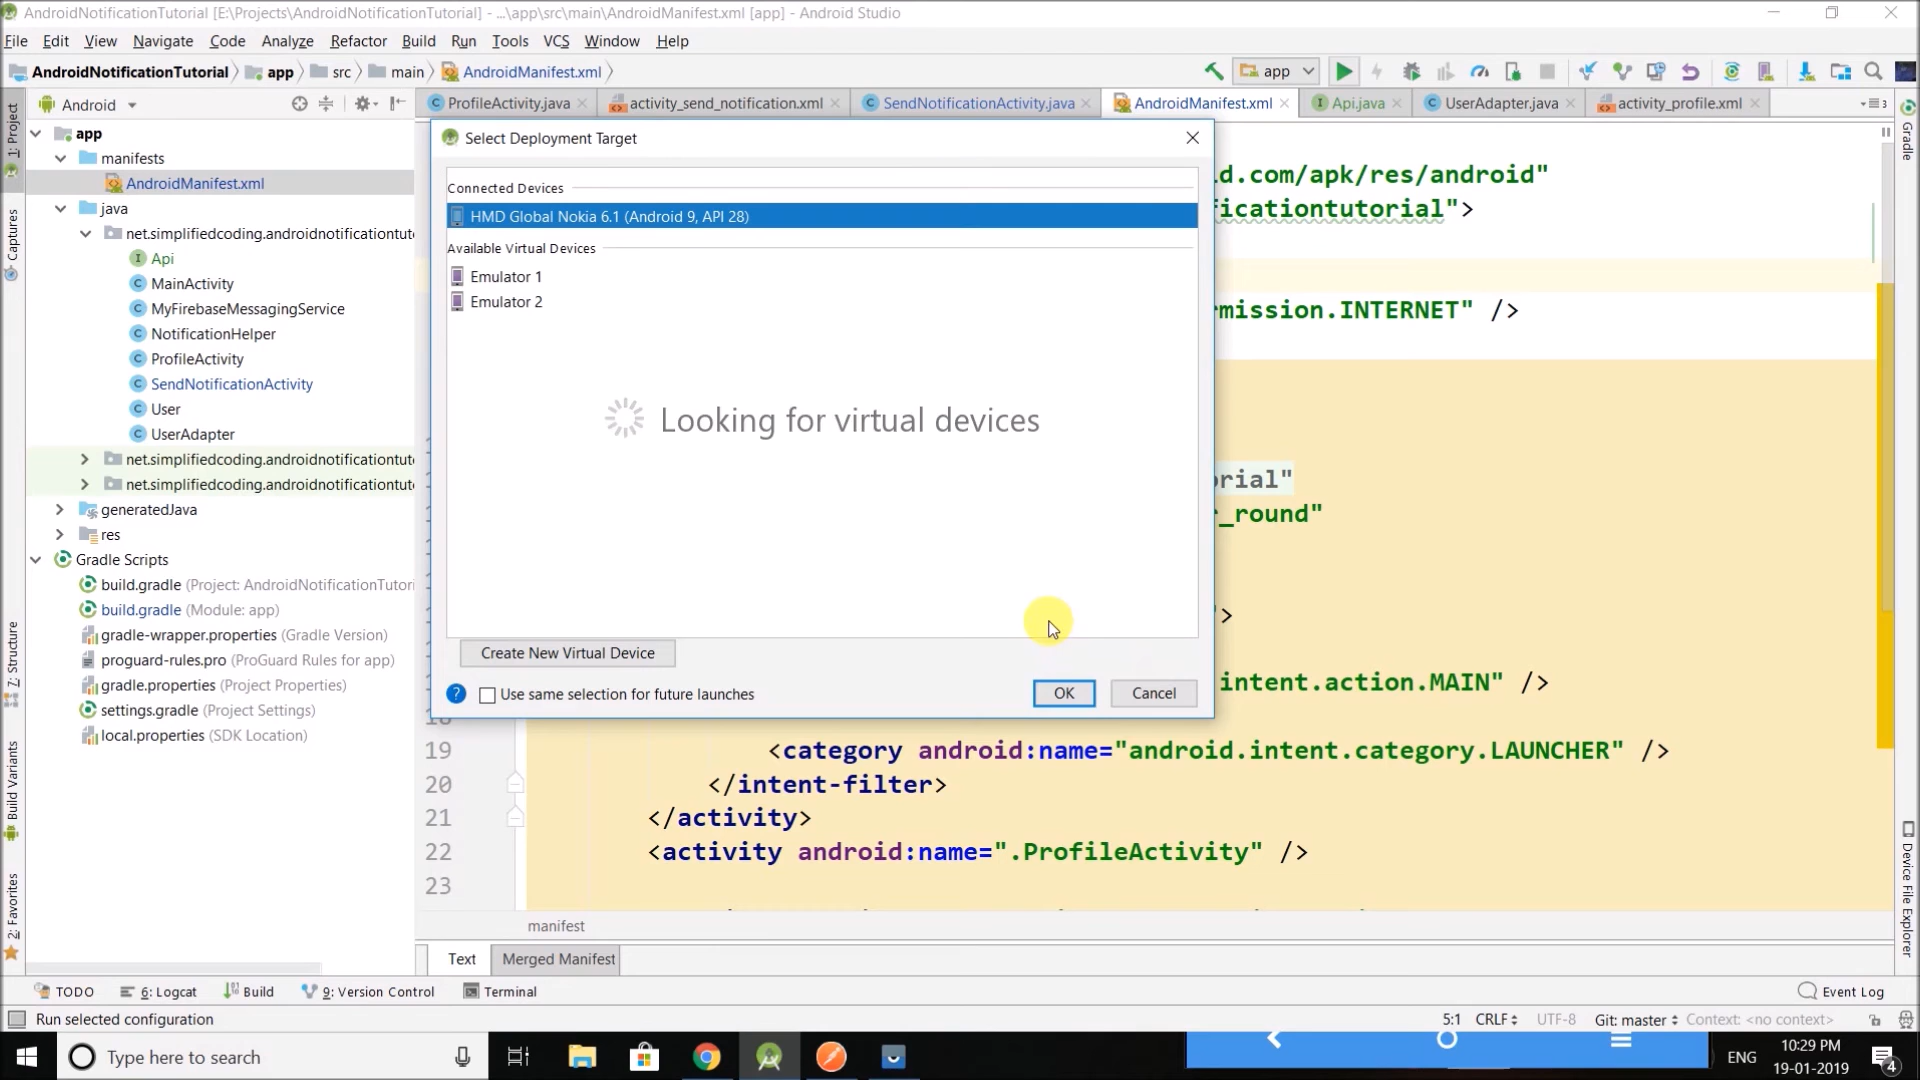 AndroidNotificationTutorial [E:\Projects\AndroidNotificationTutorial] - ...\app\src\main\AndroidManifest.xml [app] - Android Studio
File Edit View Navigate Code Analyze Refactor Build Run Tools VCS Window Help
AndroidNotificationTutorial app src main AndroidManifest.xml app
Android ProfileActivity.java activity_send_notification.xml SendNotificationActivity.java AndroidManifest.xml Api.java UserAdapter.java activity_profile.xml
1: Project
Captures
7: Structure
Build Variants
2: Favorites
app
manifests
AndroidManifest.xml
java
net.simplifiedcoding.androidnotificationtuto
Api
MainActivity
MyFirebaseMessagingService
NotificationHelper
ProfileActivity
SendNotificationActivity
User
UserAdapter
net.simplifiedcoding.androidnotificationtuto
net.simplifiedcoding.androidnotificationtuto
generatedJava
res
Gradle Scripts
build.gradle (Project: AndroidNotificationTutori
build.gradle (Module: app)
gradle-wrapper.properties (Gradle Version)
proguard-rules.pro (ProGuard Rules for app)
gradle.properties (Project Properties)
settings.gradle (Project Settings)
local.properties (SDK Location)
Select Deployment Target
Connected Devices
HMD Global Nokia 6.1 (Android 9, API 28)
Available Virtual Devices
Emulator 1
Emulator 2
Looking for virtual devices
Create New Virtual Device
? Use same selection for future launches OK Cancel
d.com/apk/res/android"
ficationtutorial">
mission.INTERNET" />
orial"
r_round"
">
intent.action.MAIN" />
19 <category android:name="android.intent.category.LAUNCHER" />
20 </intent-filter>
21 </activity>
22 <activity android:name=".ProfileActivity" />
23
manifest
Text Merged Manifest
Gradle
Device File Explorer
TODO 6: Logcat Build 9: Version Control Terminal Event Log
Run selected configuration 5:1 CRLF UTF-8 Git: master Context: <no context>
Type here to search ENG 10:29 PM
19-01-2019 4